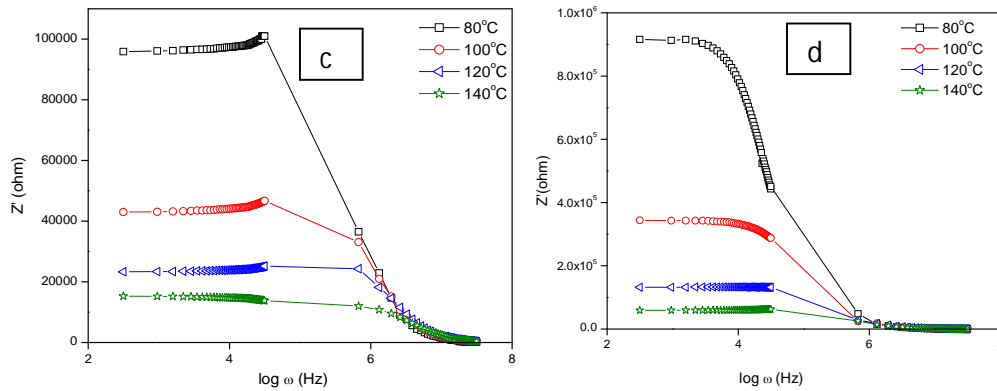 c
80°C
100°C
120°C
140°C
100000
80000
60000
40000
20000
0
Z' (ohm)
2
4
6
8
log ω (Hz)
d
80°C
100°C
120°C
140°C
1.0x10⁶
8.0x10⁵
6.0x10⁵
4.0x10⁵
2.0x10⁵
0.0
Z'(ohm)
2
4
6
8
log ω (Hz)